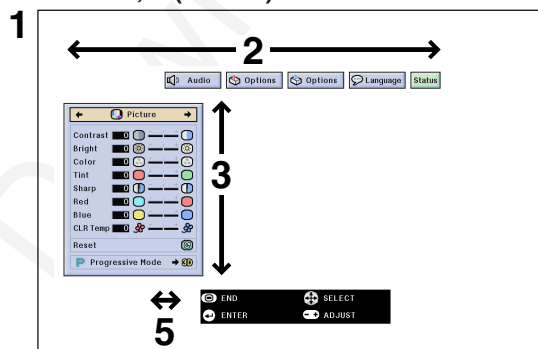 1
2
Audio Options Options Language Status
Picture
3
Contrast 0
Bright 0
Color 0
Tint 0
Sharp 0
Red 0
Blue 0
CLR Temp 0
Reset
P Progressive Mode
END SELECT
ENTER ADJUST
5